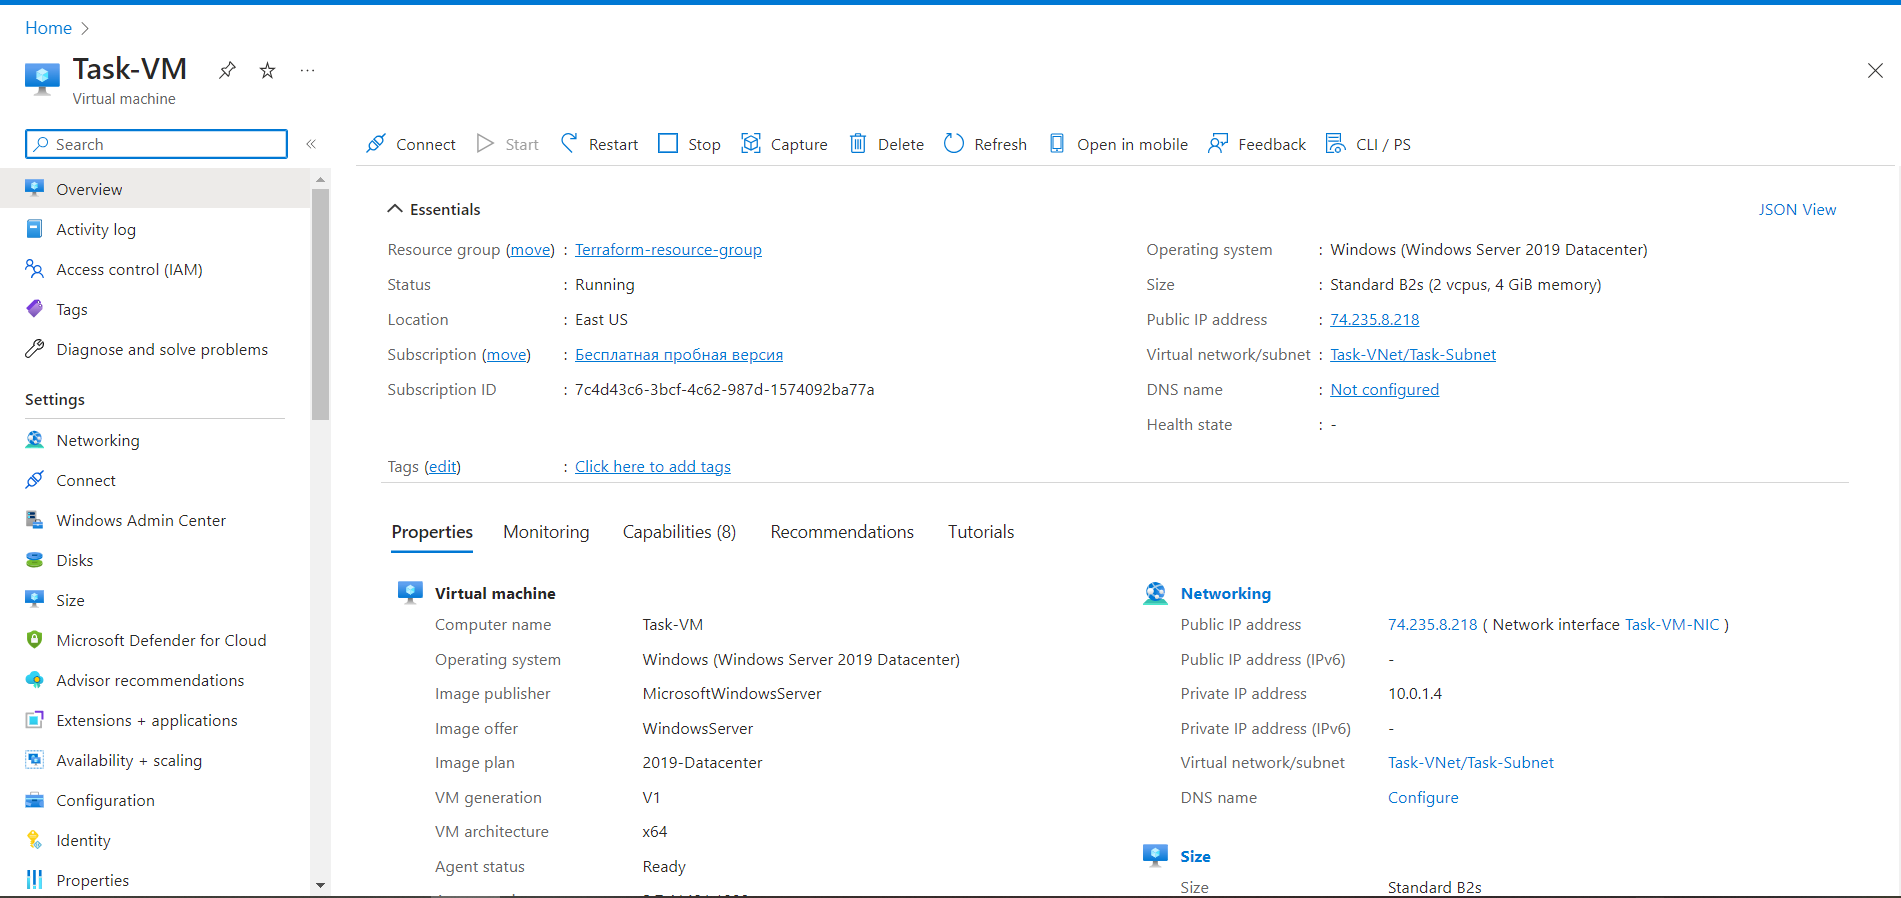 Home
Task-VM
Virtual machine
Search
Connect Start Restart Stop Capture Delete Refresh Open in mobile Feedback CLI / PS
Overview
Activity log
Access control (IAM)
Tags
Diagnose and solve problems
Settings
Networking
Connect
Windows Admin Center
Disks
Size
Microsoft Defender for Cloud
Advisor recommendations
Extensions + applications
Availability + scaling
Configuration
Identity
Properties
Essentials
JSON View
Resource group (move) : Terraform-resource-group
Status : Running
Location : East US
Subscription (move) : Бесплатная пробная версия
Subscription ID : 7c4d43c6-3bcf-4c62-987d-1574092ba77a
Operating system : Windows (Windows Server 2019 Datacenter)
Size : Standard B2s (2 vcpus, 4 GiB memory)
Public IP address : 74.235.8.218
Virtual network/subnet : Task-VNet/Task-Subnet
DNS name : Not configured
Health state : -
Tags (edit) : Click here to add tags
Properties Monitoring Capabilities (8) Recommendations Tutorials
Virtual machine
Computer name Task-VM
Operating system Windows (Windows Server 2019 Datacenter)
Image publisher MicrosoftWindowsServer
Image offer WindowsServer
Image plan 2019-Datacenter
VM generation V1
VM architecture x64
Agent status Ready
Networking
Public IP address 74.235.8.218 ( Network interface Task-VM-NIC )
Public IP address (IPv6) -
Private IP address 10.0.1.4
Private IP address (IPv6) -
Virtual network/subnet Task-VNet/Task-Subnet
DNS name Configure
Size
Size Standard B2s